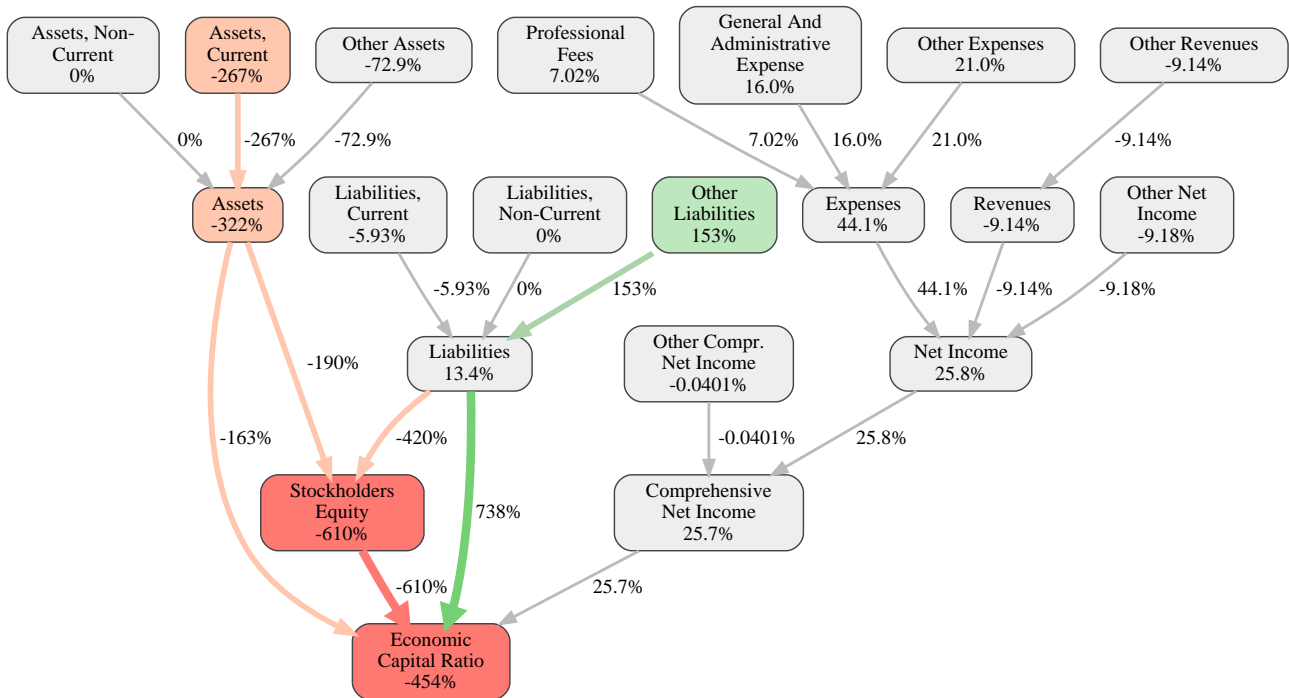 Assets, Non-
Current
0%
Assets,
Current
-267%
Other Assets
-72.9%
Professional
Fees
7.02%
General And
Administrative
Expense
16.0%
Other Expenses
21.0%
Other Revenues
-9.14%
0%
-267%
-72.9%
7.02%
16.0%
21.0%
-9.14%
Assets
-322%
Liabilities,
Current
-5.93%
Liabilities,
Non-Current
0%
Other
Liabilities
153%
Expenses
44.1%
Revenues
-9.14%
Other Net
Income
-9.18%
-5.93%
0%
153%
44.1%
-9.14%
-9.18%
Liabilities
13.4%
Other Compr.
Net Income
-0.0401%
Net Income
25.8%
-190%
-163%
-420%
-0.0401%
25.8%
Stockholders
Equity
-610%
738%
Comprehensive
Net Income
25.7%
-610%
25.7%
Economic
Capital Ratio
-454%